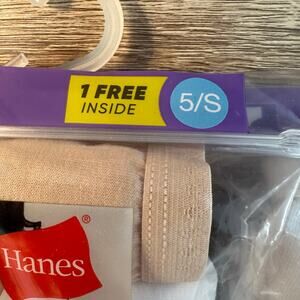 1 FREE
INSIDE
5/S
®
Hanes